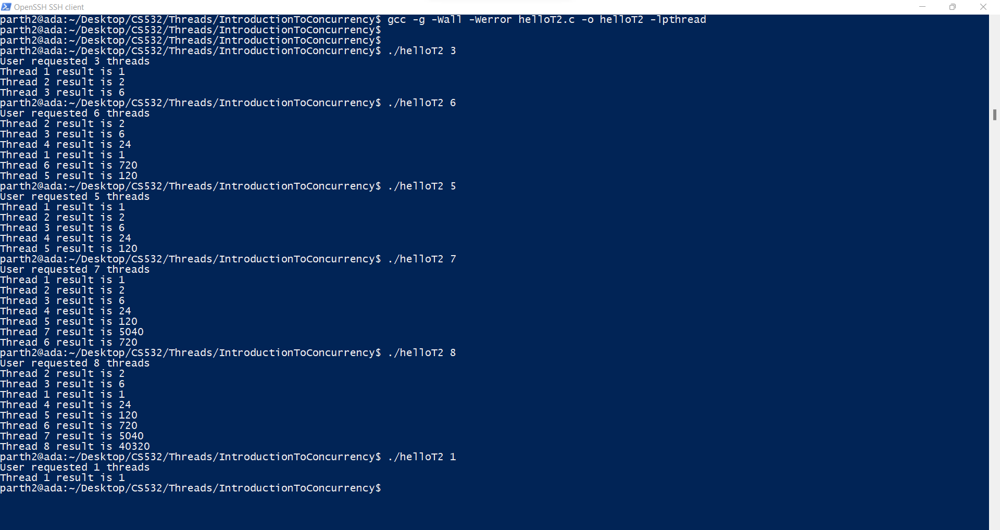 OpenSSH SSH client
parth2@ada:~/Desktop/CS532/Threads/IntroductionToConcurrency$ gcc -g -Wall -Werror helloT2.c -o helloT2 -lpthread
parth2@ada:~/Desktop/CS532/Threads/IntroductionToConcurrency$
parth2@ada:~/Desktop/CS532/Threads/IntroductionToConcurrency$
parth2@ada:~/Desktop/CS532/Threads/IntroductionToConcurrency$ ./helloT2 3
User requested 3 threads
Thread 1 result is 1
Thread 2 result is 2
Thread 3 result is 6
parth2@ada:~/Desktop/CS532/Threads/IntroductionToConcurrency$ ./helloT2 6
User requested 6 threads
Thread 2 result is 2
Thread 3 result is 6
Thread 4 result is 24
Thread 1 result is 1
Thread 6 result is 720
Thread 5 result is 120
parth2@ada:~/Desktop/CS532/Threads/IntroductionToConcurrency$ ./helloT2 5
User requested 5 threads
Thread 1 result is 1
Thread 2 result is 2
Thread 3 result is 6
Thread 4 result is 24
Thread 5 result is 120
parth2@ada:~/Desktop/CS532/Threads/IntroductionToConcurrency$ ./helloT2 7
User requested 7 threads
Thread 1 result is 1
Thread 2 result is 2
Thread 3 result is 6
Thread 4 result is 24
Thread 5 result is 120
Thread 7 result is 5040
Thread 6 result is 720
parth2@ada:~/Desktop/CS532/Threads/IntroductionToConcurrency$ ./helloT2 8
User requested 8 threads
Thread 2 result is 2
Thread 3 result is 6
Thread 1 result is 1
Thread 4 result is 24
Thread 5 result is 120
Thread 6 result is 720
Thread 7 result is 5040
Thread 8 result is 40320
parth2@ada:~/Desktop/CS532/Threads/IntroductionToConcurrency$ ./helloT2 1
User requested 1 threads
Thread 1 result is 1
parth2@ada:~/Desktop/CS532/Threads/IntroductionToConcurrency$